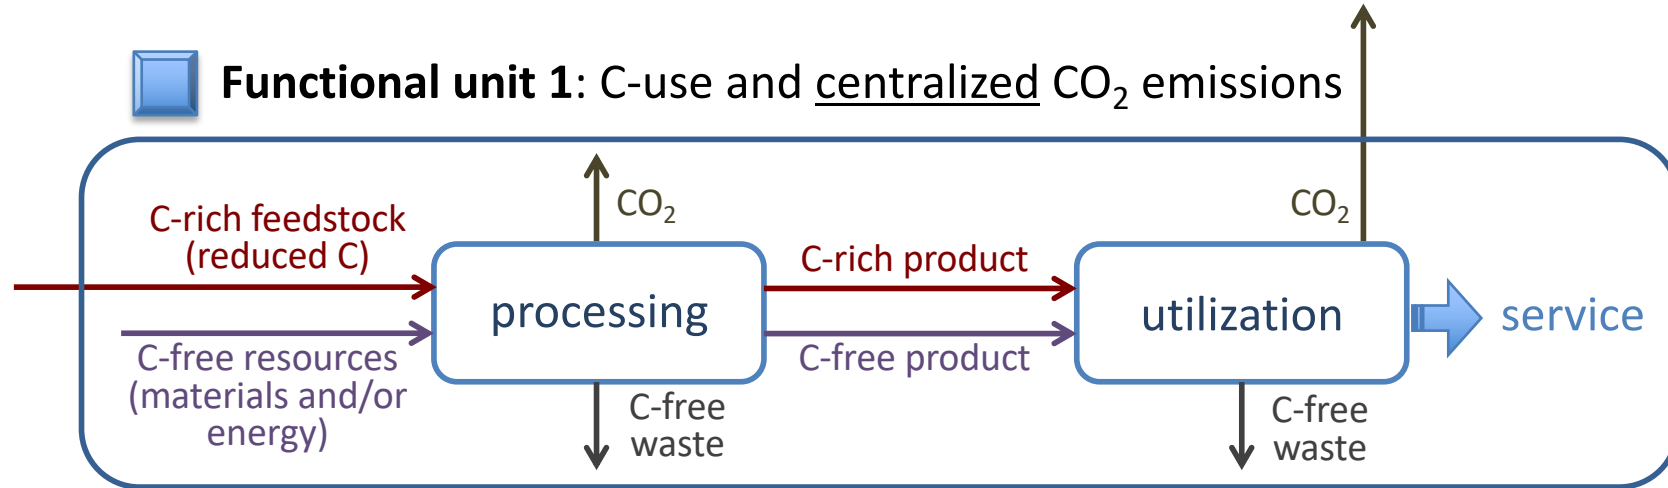 Functional unit 1: C-use and centralized CO₂ emissions
CO₂
CO₂
C-rich feedstock
(reduced C)
C-rich product
processing
utilization
service
C-free resources
(materials and/or
energy)
C-free product
C-free
waste
C-free
waste